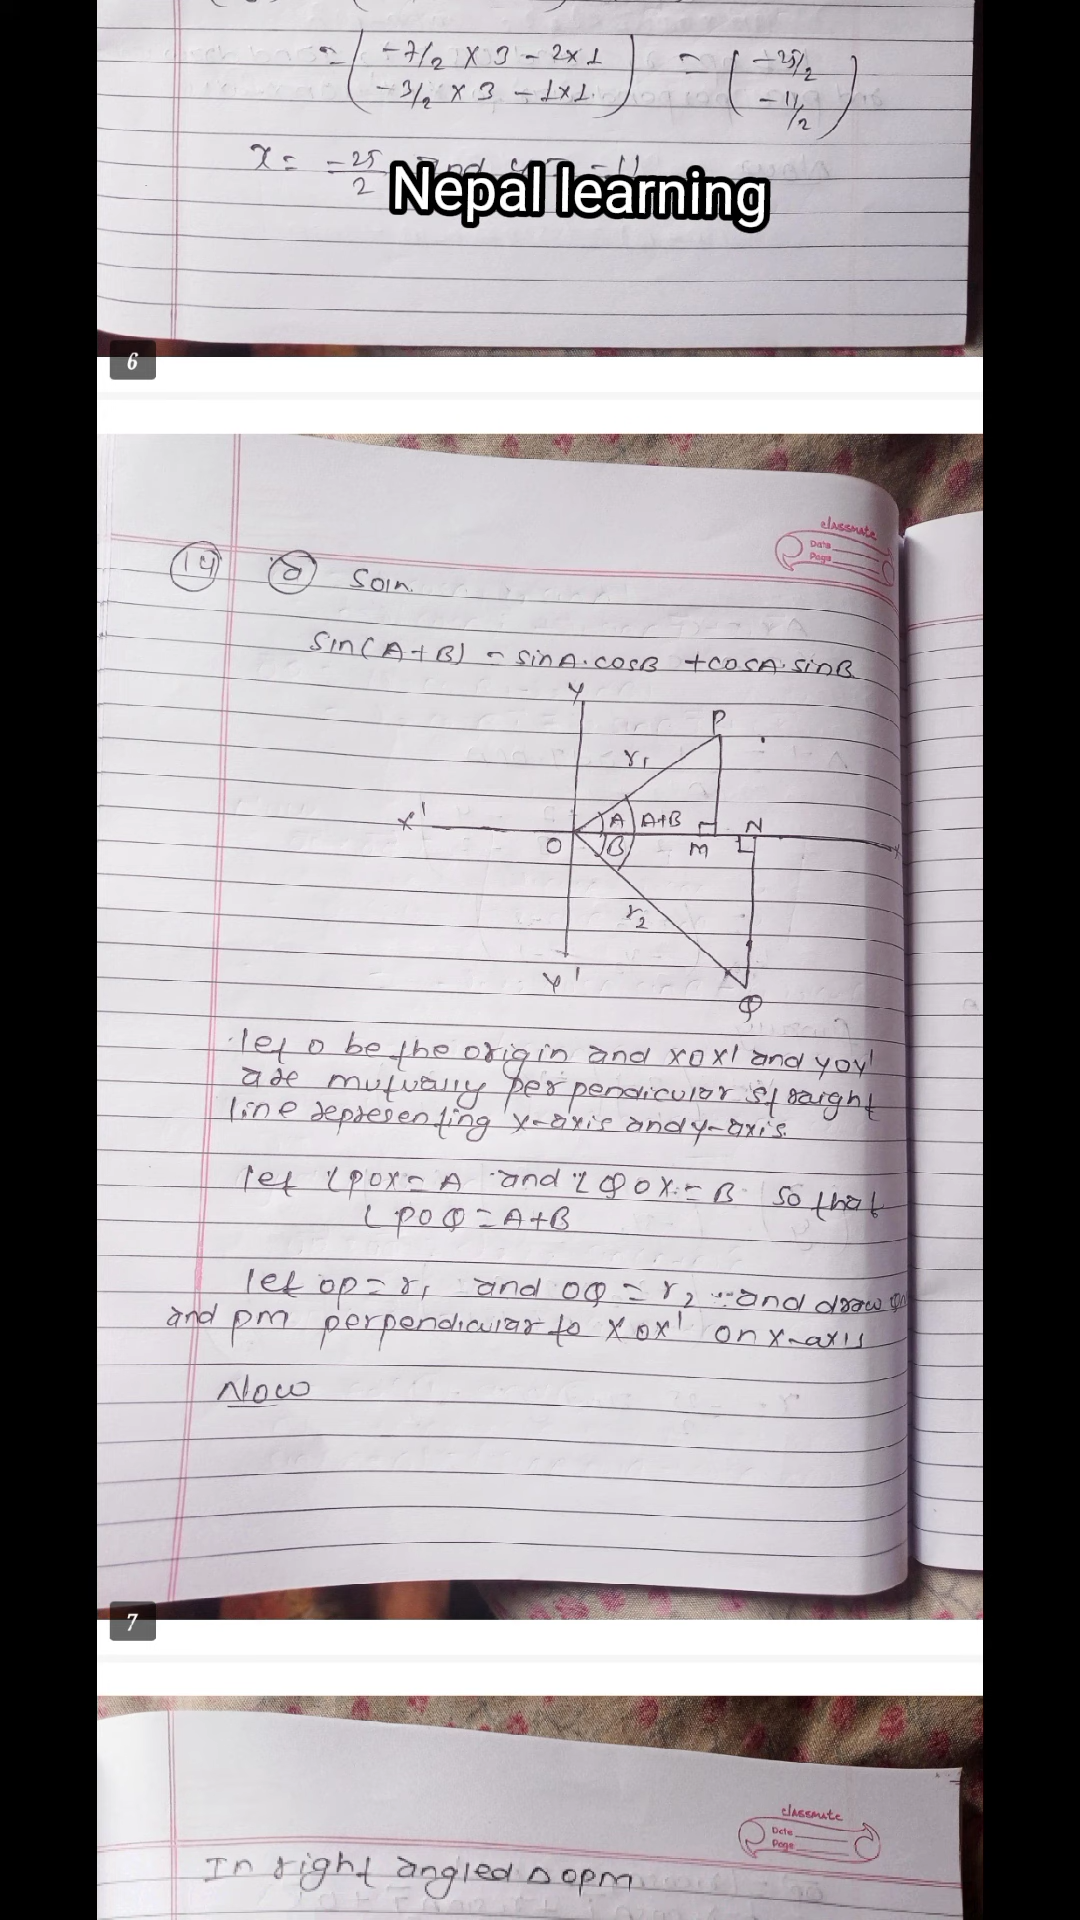 = ( -7/2 × 3 - 2×1 ) = ( -25/2 )
( -3/2 × 3 - 1×1 ) ( -11/2 )
x = -25/2 and y = -11
Nepal learning
6
classmate
Date
Page
14 a Soln.
sin(A+B) = sinA.cosB + cosA.sinB
Y
P
r1
X' A A+B N
O B M X
r2
Y'
Q
let o be the origin and xox' and yoy'
are mutually perpendicular straight
line representing x-axis and y-axis.
let ∠pox = A and ∠QOX = B so that
∠POQ = A+B
let op = r1 and OQ = r2 and draw QN
and pm perpendicular to xox' on x-axis
Now
7
classmate
Date
Page
In right angled ∆ opm